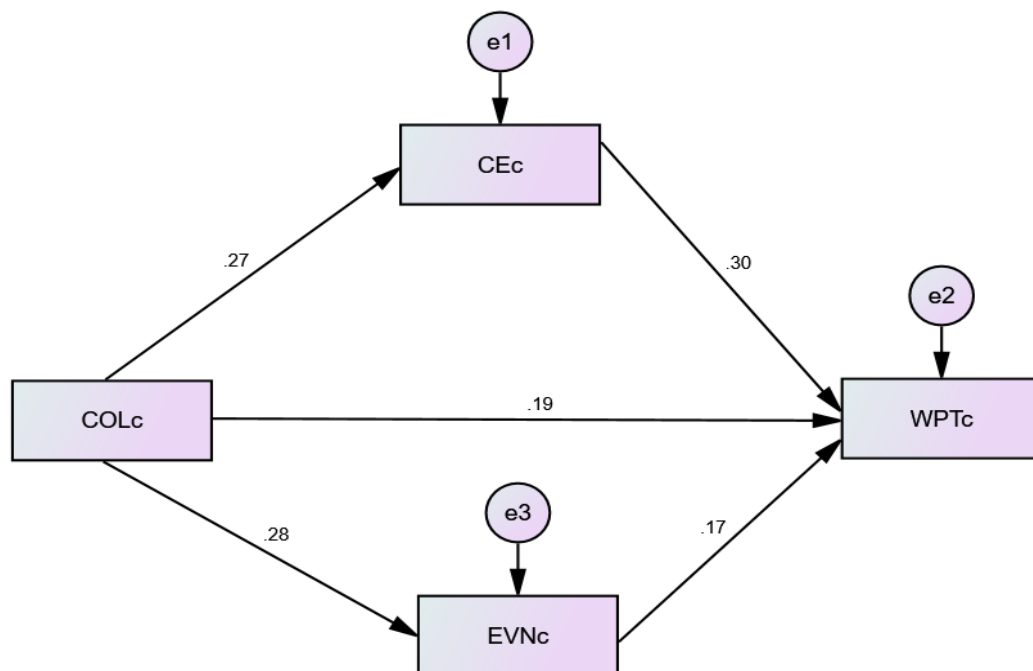 e1
CEc
.27
.30
e2
COLc
.19
WPTc
e3
.28
.17
EVNc